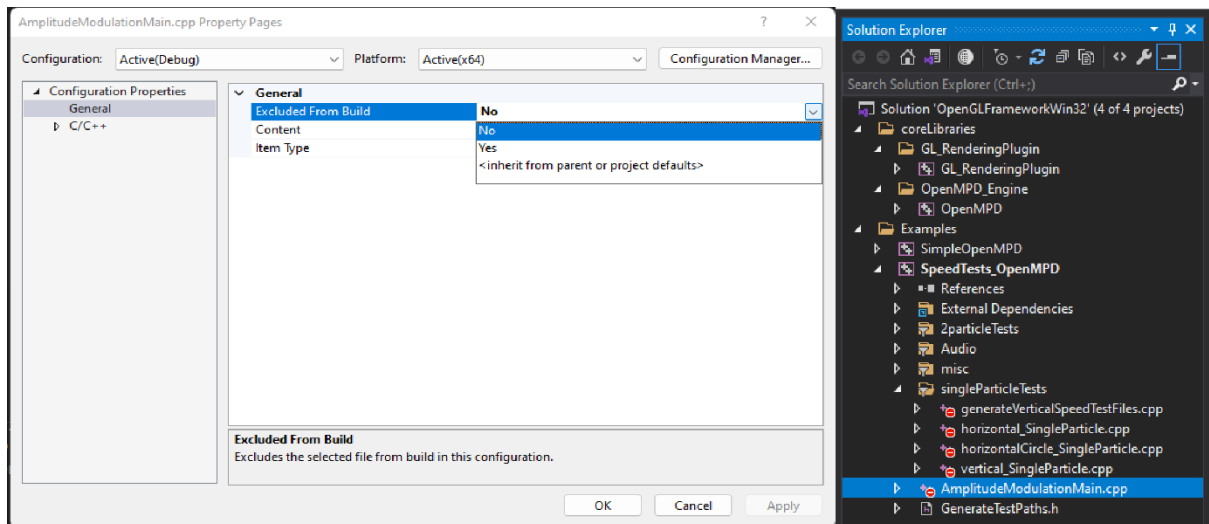 AmplitudeModulationMain.cpp Property Pages
? ×
Configuration: Active(Debug) Platform: Active(x64) Configuration Manager...
Configuration Properties
General
C/C++
General
Excluded From Build No
Content
Item Type
No
Yes
<inherit from parent or project defaults>
Excluded From Build
Excludes the selected file from build in this configuration.
OK Cancel Apply
Solution Explorer
Search Solution Explorer (Ctrl+;)
Solution 'OpenGLFrameworkWin32' (4 of 4 projects)
coreLibraries
GL_RenderingPlugin
GL_RenderingPlugin
OpenMPD_Engine
OpenMPD
Examples
SimpleOpenMPD
SpeedTests_OpenMPD
References
External Dependencies
2particleTests
Audio
misc
singleParticleTests
generateVerticalSpeedTestFiles.cpp
horizontal_SingleParticle.cpp
horizontalCircle_SingleParticle.cpp
vertical_SingleParticle.cpp
AmplitudeModulationMain.cpp
GenerateTestPaths.h